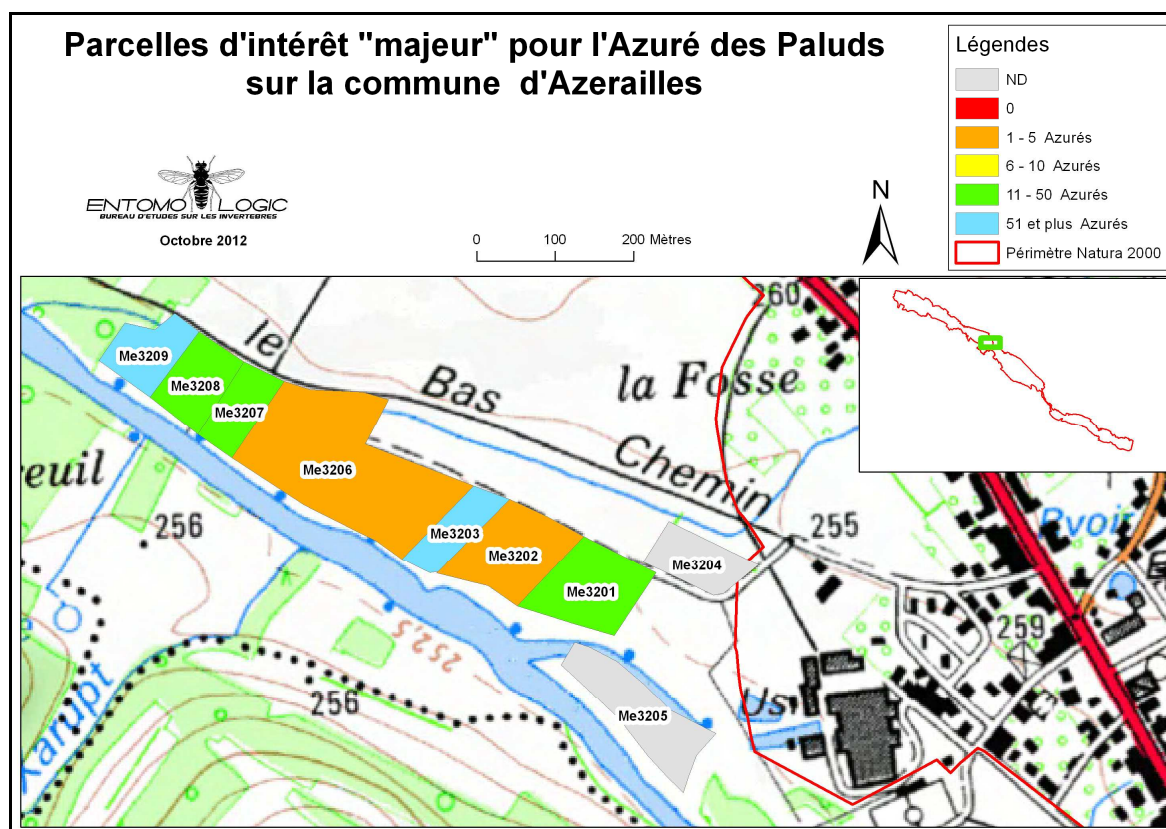 Parcelles d'intérêt "majeur" pour l'Azuré des Paluds
sur la commune d'Azerailles
Légendes
ND
0
1 - 5 Azurés
6 - 10 Azurés
11 - 50 Azurés
51 et plus Azurés
Périmètre Natura 2000
ENTOMO LOGIC
BUREAU D'ETUDES SUR LES INVERTEBRES
Octobre 2012
0 100 200 Mètres
N
260
le Bas Chemin
la Fosse
Me3209
Me3208
Me3207
Me3206
Me3203
Me3202
Me3201
Me3204
Me3205
euil
256
255
Rvoir
259
252,5
256
Us.
Xarupt